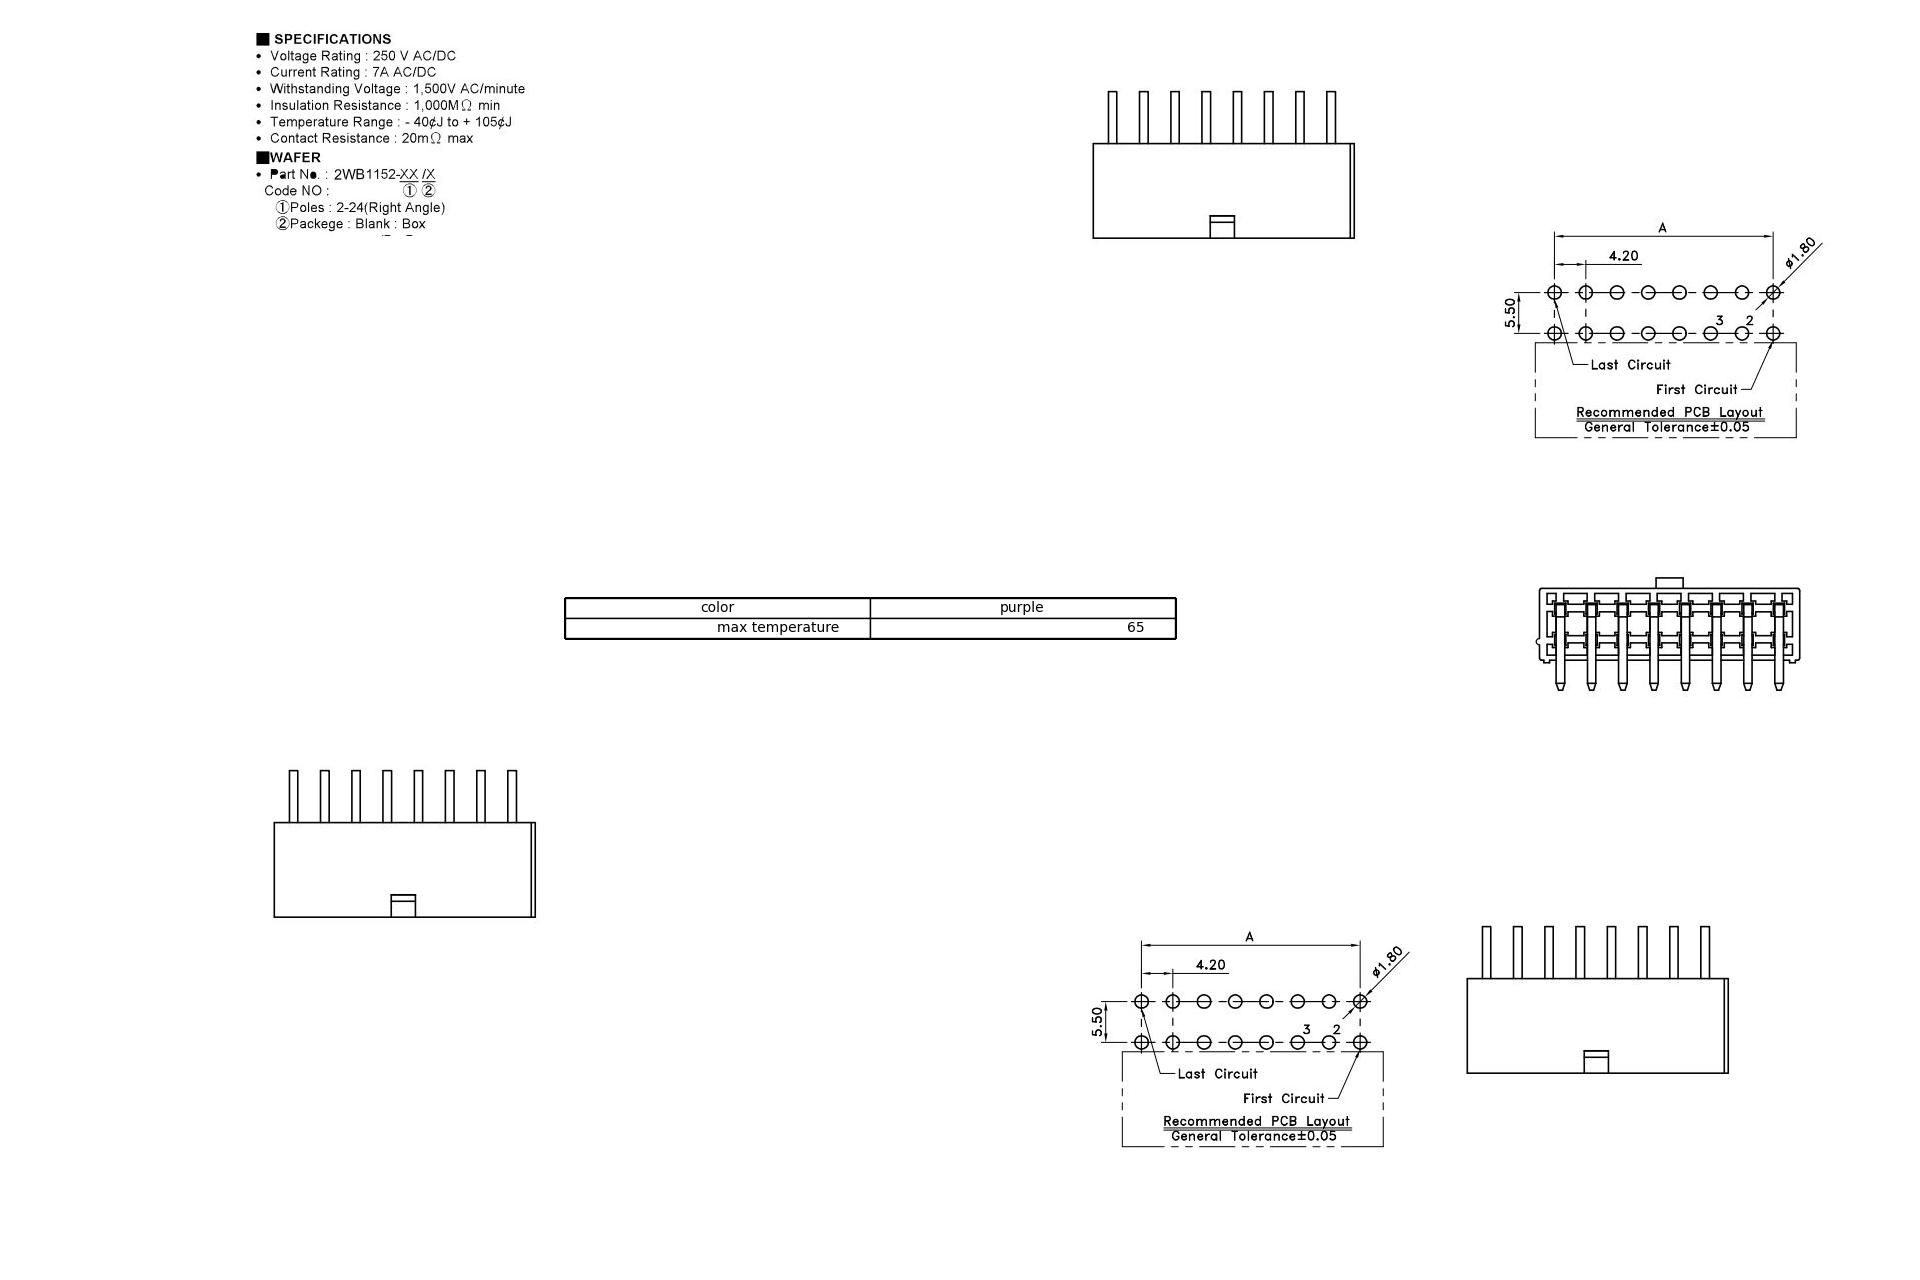 ■ SPECIFICATIONS
• Voltage Rating : 250 V AC/DC
• Current Rating : 7A AC/DC
• Withstanding Voltage : 1,500V AC/minute
• Insulation Resistance : 1,000MΩ min
• Temperature Range : - 40¢J to + 105¢J
• Contact Resistance : 20mΩ max
■WAFER
• Part No. : 2WB1152-XX /X
Code NO : ① ②
①Poles : 2-24(Right Angle)
②Packege : Blank : Box
A
4.20
ø1.80
5.50
3 2
Last Circuit
First Circuit
Recommended PCB Layout
General Tolerance±0.05
color purple
max temperature 65
A
4.20
ø1.80
5.50
3 2
Last Circuit
First Circuit
Recommended PCB Layout
General Tolerance±0.05